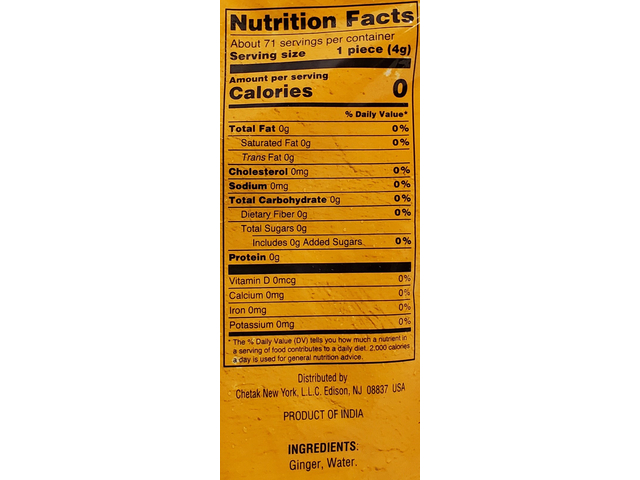 Nutrition Facts
About 71 servings per container
Serving size 1 piece (4g)
Amount per serving
Calories 0
% Daily Value*
Total Fat 0g 0%
Saturated Fat 0g 0%
Trans Fat 0g
Cholesterol 0mg 0%
Sodium 0mg 0%
Total Carbohydrate 0g 0%
Dietary Fiber 0g 0%
Total Sugars 0g
Includes 0g Added Sugars 0%
Protein 0g
Vitamin D 0mcg 0%
Calcium 0mg 0%
Iron 0mg 0%
Potassium 0mg 0%
* The % Daily Value (DV) tells you how much a nutrient in
a serving of food contributes to a daily diet. 2,000 calories
a day is used for general nutrition advice.
Distributed by
Chetak New York, L.L.C. Edison, NJ 08837 USA
PRODUCT OF INDIA
INGREDIENTS:
Ginger, Water.